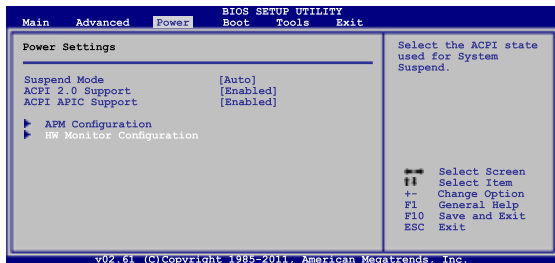 BIOS SETUP UTILITY
Main Advanced Power Boot Tools Exit
Power Settings
Suspend Mode [Auto]
ACPI 2.0 Support [Enabled]
ACPI APIC Support [Enabled]
APM Configuration
HW Monitor Configuration
Select the ACPI state
used for System
Suspend.
Select Screen
Select Item
+- Change Option
F1 General Help
F10 Save and Exit
ESC Exit
v02.61 (C)Copyright 1985-2011, American Megatrends, Inc.